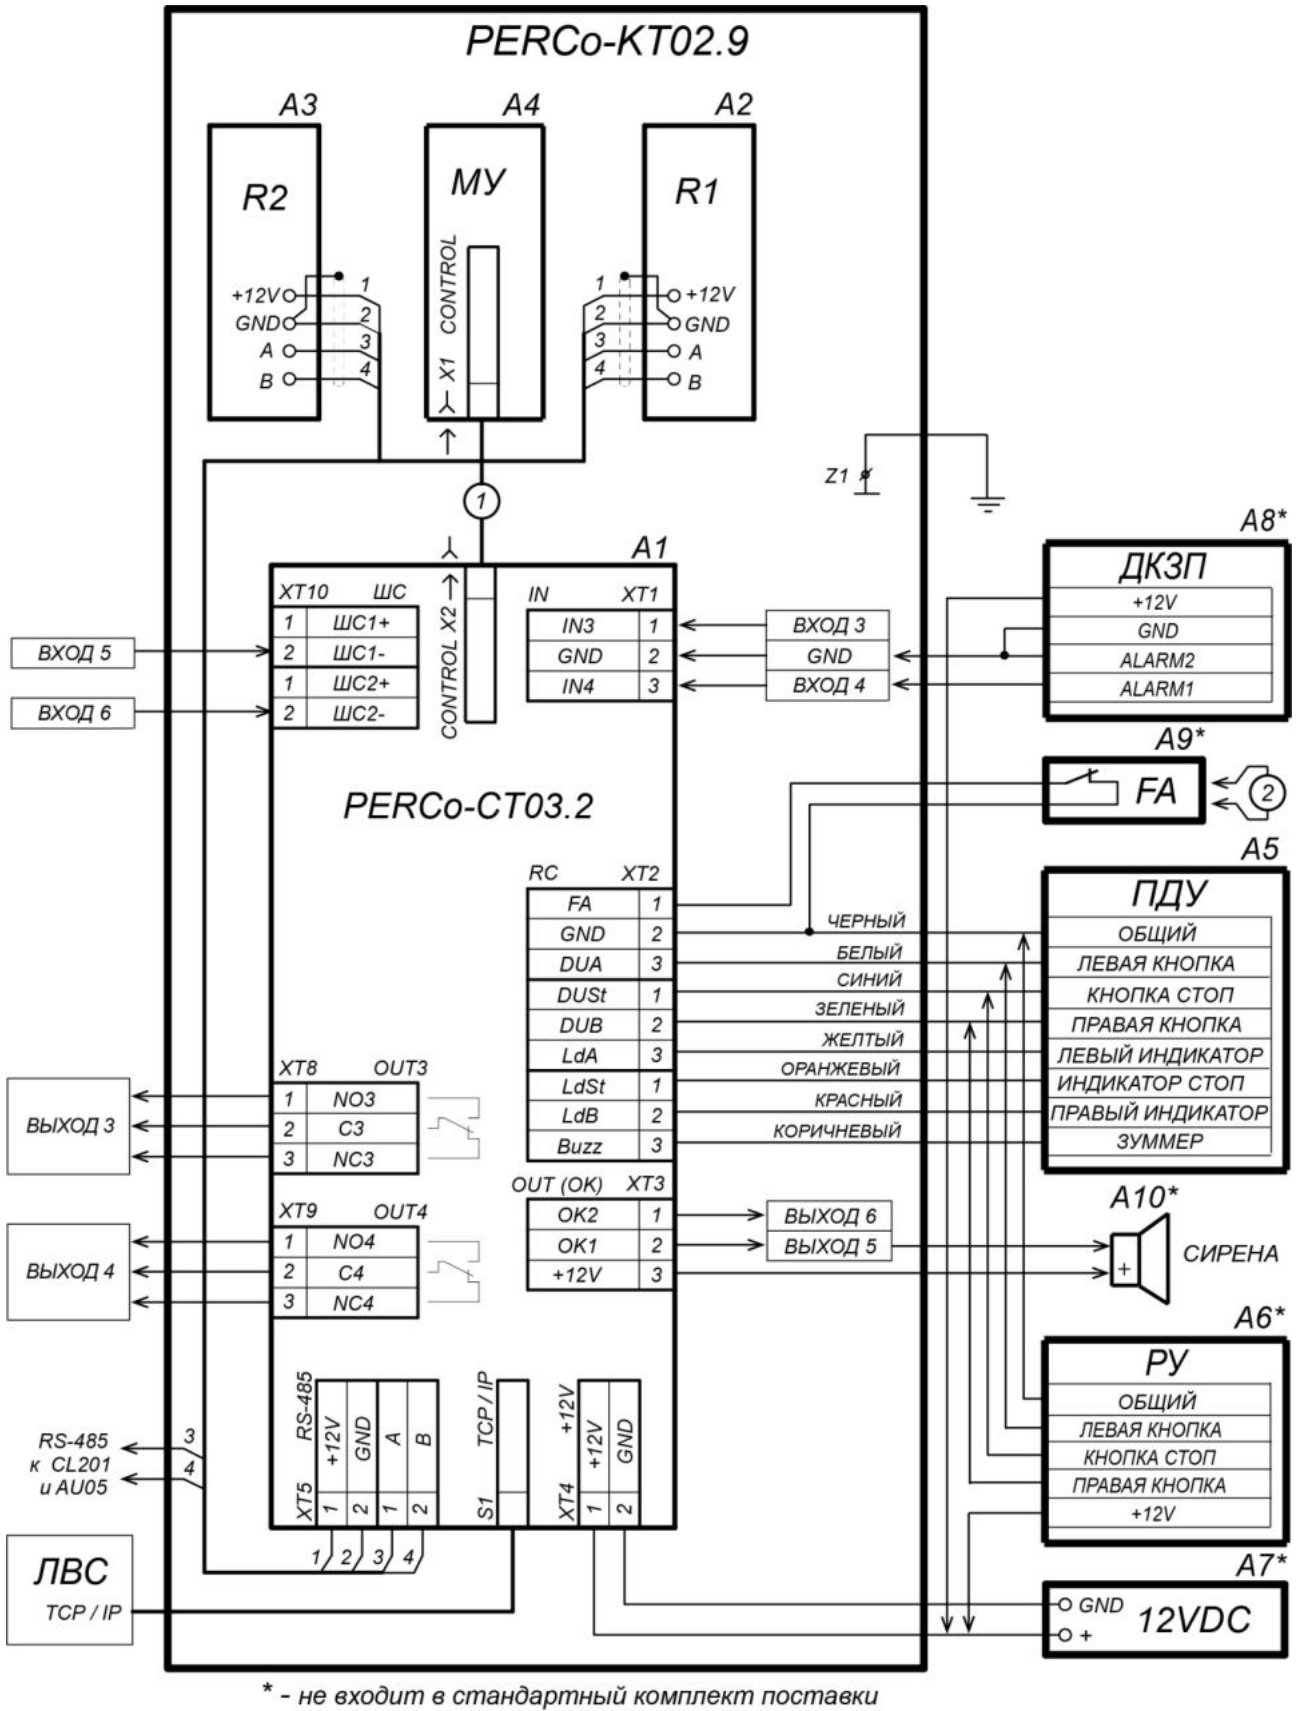 PERCo-KT02.9
A3
A4
A2
R2
МУ
R1
+12V
GND
A
B
1
2
3
4
X1 CONTROL
1
2
3
4
+12V
GND
A
B
1
Z1
A1
XT10 ШС
1 ШС1+
2 ШС1-
1 ШС2+
2 ШС2-
CONTROL X2
IN XT1
IN3 1
GND 2
IN4 3
ВХОД 5
ВХОД 6
ВХОД 3
GND
ВХОД 4
A8*
ДКЗП
+12V
GND
ALARM2
ALARM1
A9*
FA
2
PERCo-CT03.2
RC XT2
FA 1
GND 2
DUA 3
DUSt 1
DUB 2
LdA 3
LdSt 1
LdB 2
Buzz 3
ЧЕРНЫЙ
БЕЛЫЙ
СИНИЙ
ЗЕЛЕНЫЙ
ЖЕЛТЫЙ
ОРАНЖЕВЫЙ
КРАСНЫЙ
КОРИЧНЕВЫЙ
A5
ПДУ
ОБЩИЙ
ЛЕВАЯ КНОПКА
КНОПКА СТОП
ПРАВАЯ КНОПКА
ЛЕВЫЙ ИНДИКАТОР
ИНДИКАТОР СТОП
ПРАВЫЙ ИНДИКАТОР
ЗУММЕР
XT8 OUT3
1 NO3
2 C3
3 NC3
ВЫХОД 3
XT9 OUT4
1 NO4
2 C4
3 NC4
ВЫХОД 4
OUT (OK) XT3
OK2 1
OK1 2
+12V 3
ВЫХОД 6
ВЫХОД 5
A10*
СИРЕНА
+
A6*
РУ
ОБЩИЙ
ЛЕВАЯ КНОПКА
КНОПКА СТОП
ПРАВАЯ КНОПКА
+12V
XT5 RS-485
1 +12V
2 GND
1 A
2 B
S1 TCP / IP
XT4 +12V
1 +12V
2 GND
RS-485
к CL201
и AU05
3
4
1
2
3
4
ЛВС
TCP / IP
A7*
GND
+
12VDC
* - не входит в стандартный комплект поставки